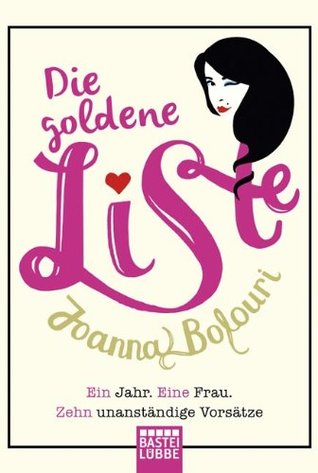 Die
goldene
Liste
Joanna Bolouri
Ein Jahr. Eine Frau.
Zehn unanständige Vorsätze
BASTEI
LÜBBE